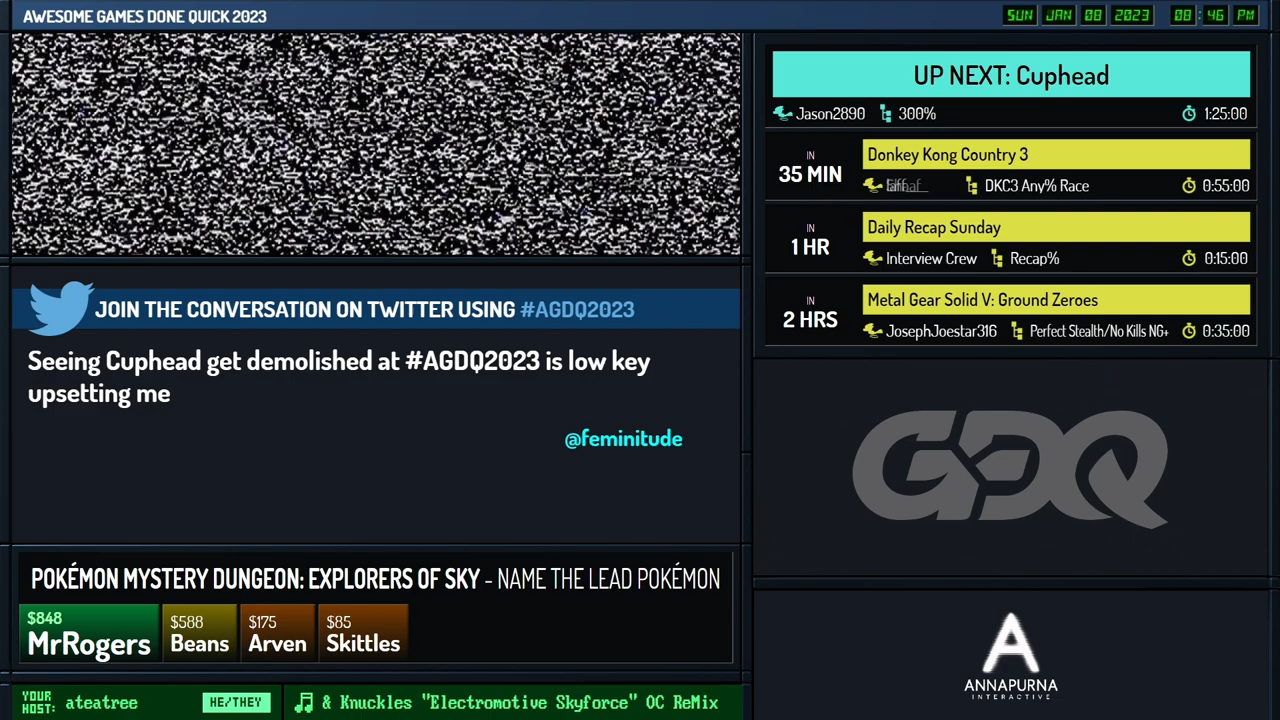 AWESOME GAMES DONE QUICK 2023
SUN JAN 08 2023 08:46 PM
UP NEXT: Cuphead
Jason2890 300% 1:25:00
IN
35 MIN
Donkey Kong Country 3
DKC3 Any% Race 0:55:00
IN
1 HR
Daily Recap Sunday
Interview Crew Recap% 0:15:00
IN
2 HRS
Metal Gear Solid V: Ground Zeroes
JosephJoestar316 Perfect Stealth/No Kills NG+ 0:35:00
JOIN THE CONVERSATION ON TWITTER USING #AGDQ2023
Seeing Cuphead get demolished at #AGDQ2023 is low key
upsetting me
@feminitude
GDQ
POKÉMON MYSTERY DUNGEON: EXPLORERS OF SKY - NAME THE LEAD POKÉMON
$848
MrRogers
$588
Beans
$175
Arven
$85
Skittles
A
ANNAPURNA
INTERACTIVE
YOUR
HOST:
ateatree
HE/THEY
& Knuckles "Electromotive Skyforce" OC ReMix